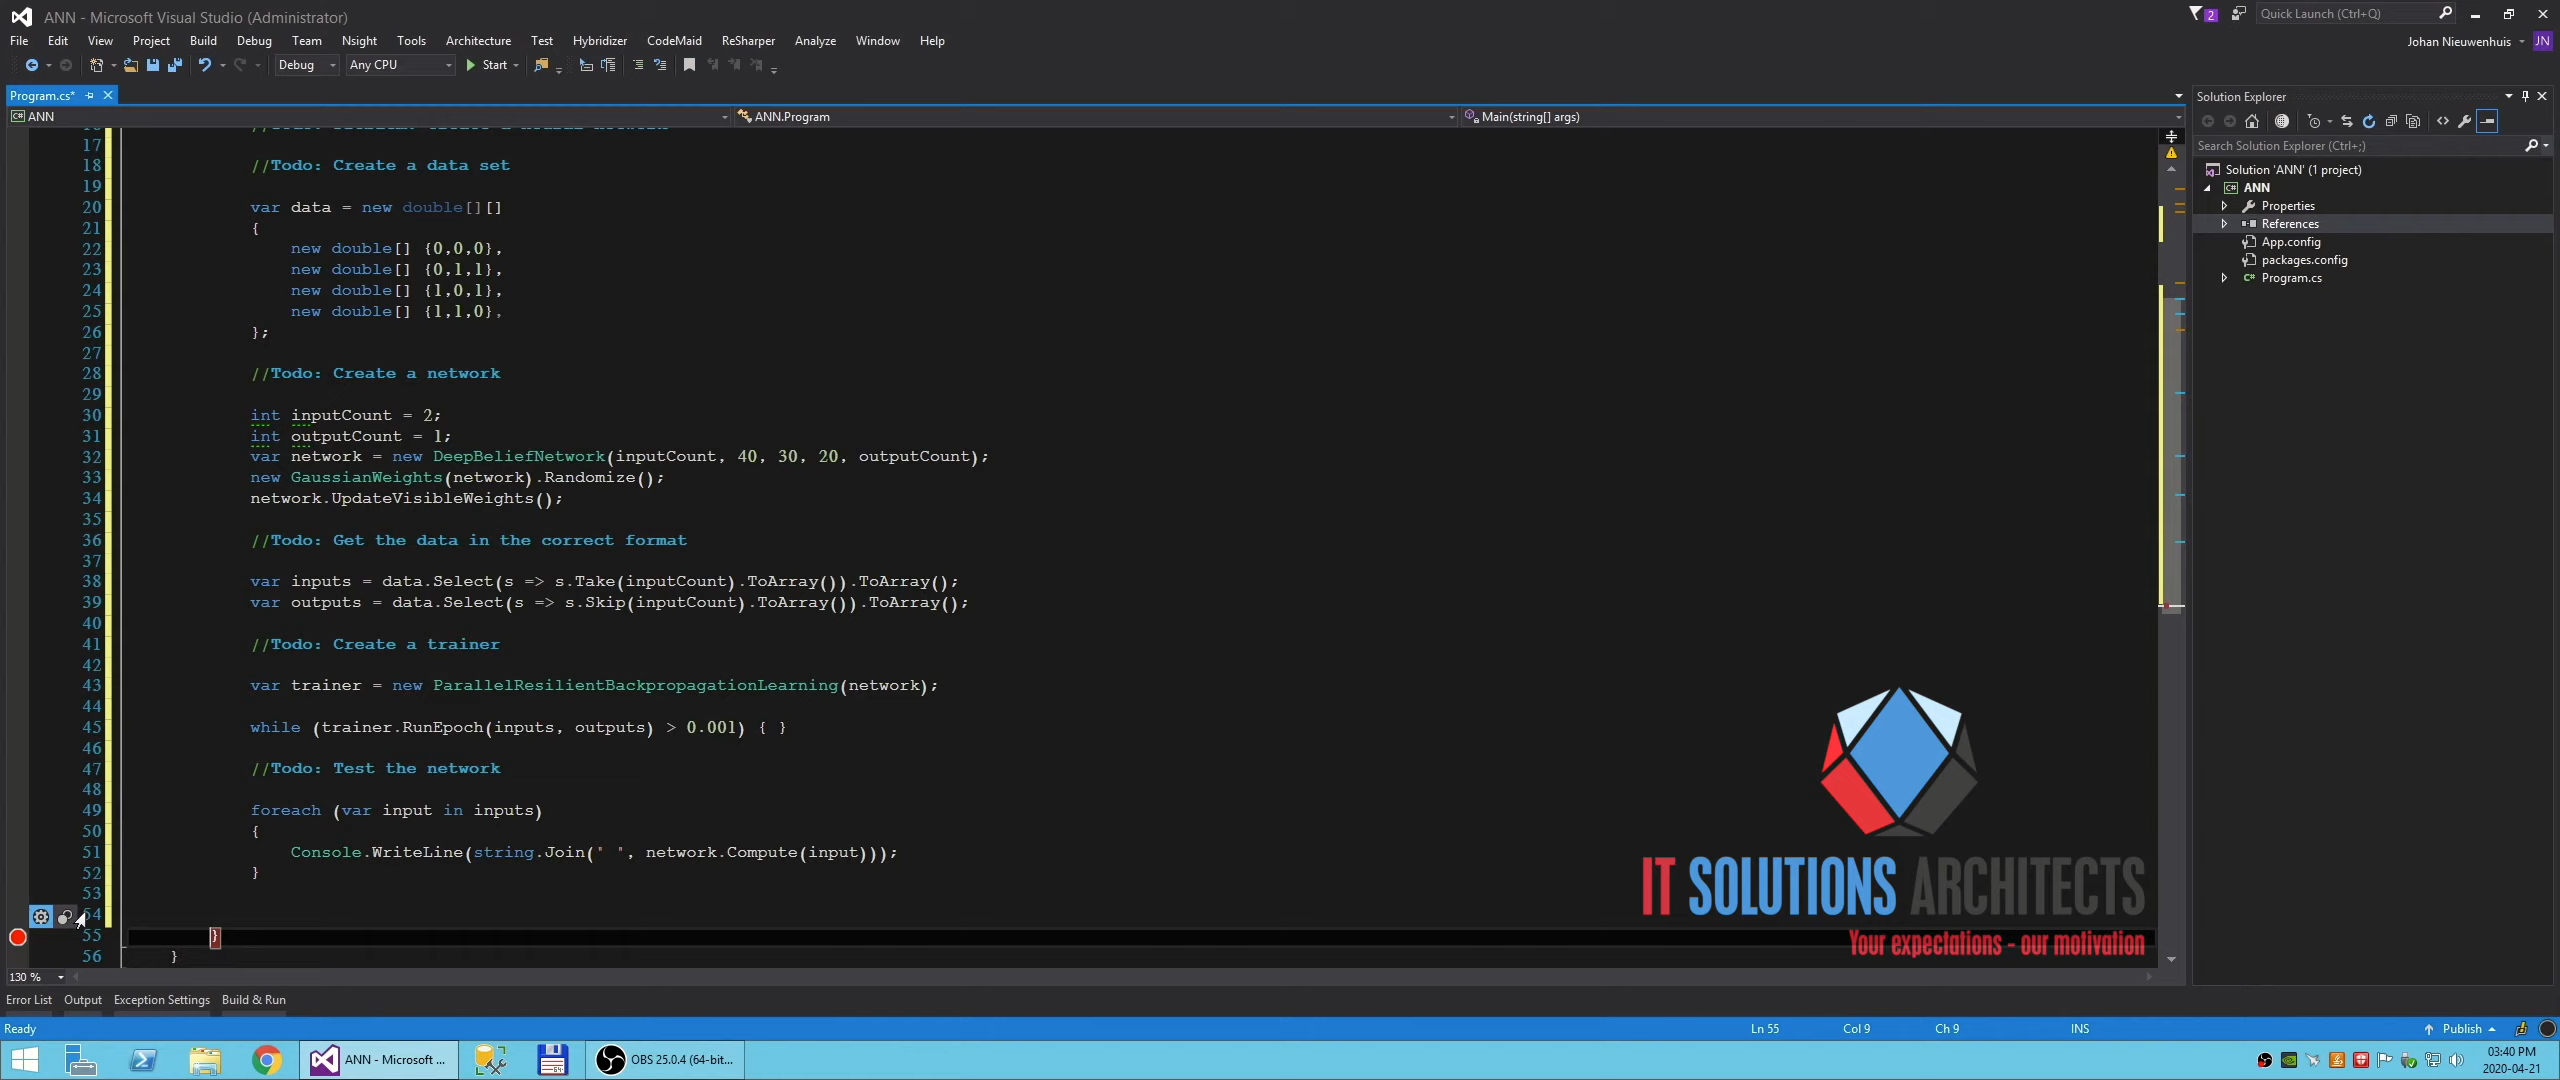 ANN - Microsoft Visual Studio (Administrator)
2
Quick Launch (Ctrl+Q)
File Edit View Project Build Debug Team Nsight Tools Architecture Test Hybridizer CodeMaid ReSharper Analyze Window Help
Johan Nieuwenhuis JN
Debug Any CPU Start
Program.cs*
ANN ANN.Program Main(string[] args)
17
18 //Todo: Create a data set
19
20 var data = new double[][]
21 {
22 new double[] {0,0,0},
23 new double[] {0,1,1},
24 new double[] {1,0,1},
25 new double[] {1,1,0},
26 };
27
28 //Todo: Create a network
29
30 int inputCount = 2;
31 int outputCount = 1;
32 var network = new DeepBeliefNetwork(inputCount, 40, 30, 20, outputCount);
33 new GaussianWeights(network).Randomize();
34 network.UpdateVisibleWeights();
35
36 //Todo: Get the data in the correct format
37
38 var inputs = data.Select(s => s.Take(inputCount).ToArray()).ToArray();
39 var outputs = data.Select(s => s.Skip(inputCount).ToArray()).ToArray();
40
41 //Todo: Create a trainer
42
43 var trainer = new ParallelResilientBackpropagationLearning(network);
44
45 while (trainer.RunEpoch(inputs, outputs) > 0.001) { }
46
47 //Todo: Test the network
48
49 foreach (var input in inputs)
50 {
51 Console.WriteLine(string.Join(" ", network.Compute(input)));
52 }
53
54
55 }
56 }
130 %
Solution Explorer
Search Solution Explorer (Ctrl+;)
Solution 'ANN' (1 project)
ANN
Properties
References
App.config
packages.config
Program.cs
IT SOLUTIONS ARCHITECTS
Your expectations - our motivation
Error List Output Exception Settings Build & Run
Ready Ln 55 Col 9 Ch 9 INS Publish
ANN - Microsoft ...
OBS 25.0.4 (64-bit...
03:40 PM
2020-04-21